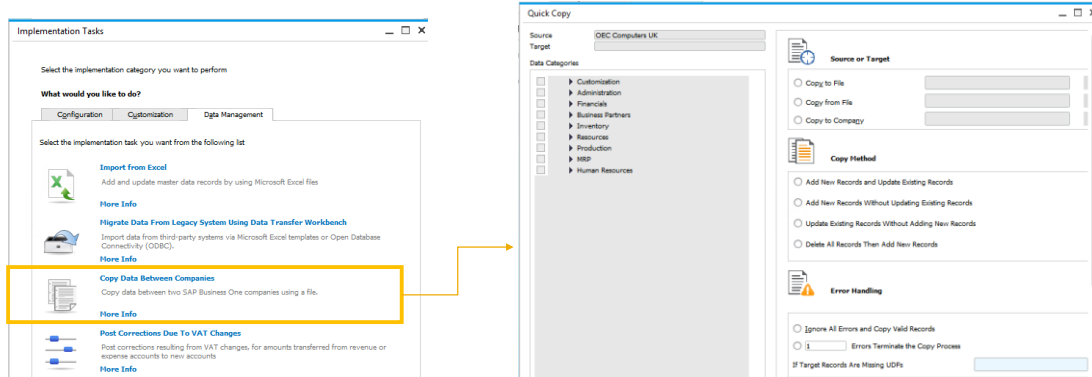 Implementation Tasks
Select the implementation category you want to perform
What would you like to do?
Configuration
Customization
Data Management
Select the implementation task you want from the following list
Import from Excel
Add and update master data records by using Microsoft Excel files
More Info
Migrate Data From Legacy System Using Data Transfer Workbench
Import data from third-party systems via Microsoft Excel templates or Open Database
Connectivity (ODBC).
More Info
Copy Data Between Companies
Copy data between two SAP Business One companies using a file.
More Info
Post Corrections Due To VAT Changes
Post corrections resulting from VAT changes, for amounts transferred from revenue or
expense accounts to new accounts
More Info
Quick Copy
Source OEC Computers UK
Target
Data Categories
Customization
Administration
Financials
Business Partners
Inventory
Resources
Production
MRP
Human Resources
Source or Target
Copy to File
Copy from File
Copy to Company
Copy Method
Add New Records and Update Existing Records
Add New Records Without Updating Existing Records
Update Existing Records Without Adding New Records
Delete All Records Then Add New Records
Error Handling
Ignore All Errors and Copy Valid Records
1 Errors Terminate the Copy Process
If Target Records Are Missing UDFs